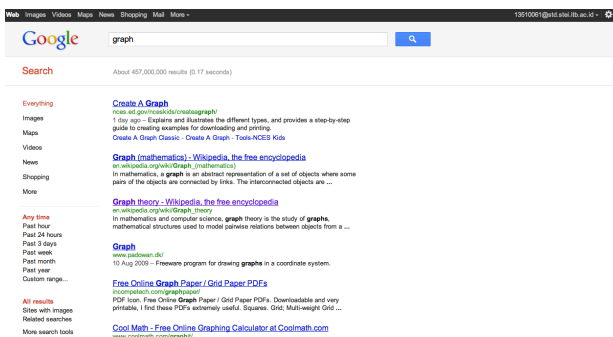 Web Images Videos Maps News Shopping Mail More 13510061@std.stei.itb.ac.id
Google graph
Search About 457,000,000 results (0.17 seconds)
Everything
Images
Maps
Videos
News
Shopping
More
Any time
Past hour
Past 24 hours
Past 3 days
Past week
Past month
Past year
Custom range...
All results
Sites with images
Related searches
More search tools
Create A Graph
nces.ed.gov/nceskids/createagraph/
1 day ago – Explains and illustrates the different types, and provides a step-by-step
guide to creating examples for downloading and printing.
Create A Graph Classic - Create A Graph - Tools-NCES Kids
Graph (mathematics) - Wikipedia, the free encyclopedia
en.wikipedia.org/wiki/Graph_(mathematics)
In mathematics, a graph is an abstract representation of a set of objects where some
pairs of the objects are connected by links. The interconnected objects are ...
Graph theory - Wikipedia, the free encyclopedia
en.wikipedia.org/wiki/Graph_theory
In mathematics and computer science, graph theory is the study of graphs,
mathematical structures used to model pairwise relations between objects from a ...
Graph
www.padowan.dk/
10 Aug 2009 – Freeware program for drawing graphs in a coordinate system.
Free Online Graph Paper / Grid Paper PDFs
incompetech.com/graphpaper/
PDF Icon. Free Online Graph Paper / Grid Paper PDFs. Downloadable and very
printable, I find these PDFs extremely useful. Squares. Grid; Multi-weight Grid ...
Cool Math - Free Online Graphing Calculator at Coolmath.com
www.coolmath.com/graphit/